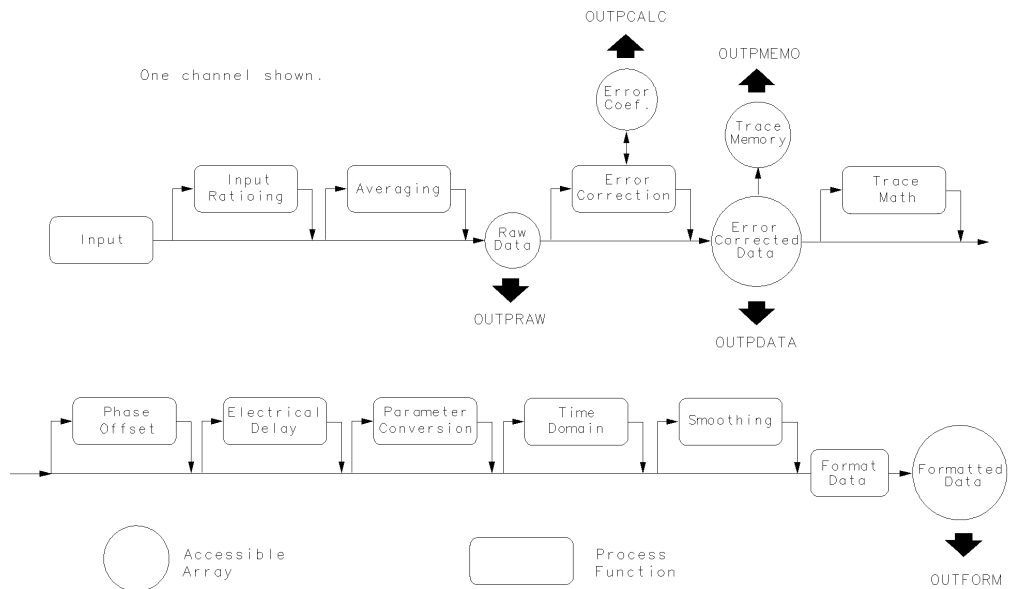 OUTPCALC
OUTPMEMO
One channel shown.
Error
Coef.
Trace
Memory
Input
Ratioing
Averaging
Error
Correction
Trace
Math
Input
Raw
Data
Error
Corrected
Data
OUTPRAW
OUTPDATA
Phase
Offset
Electrical
Delay
Parameter
Conversion
Time
Domain
Smoothing
Format
Data
Formatted
Data
Accessible
Array
Process
Function
OUTFORM